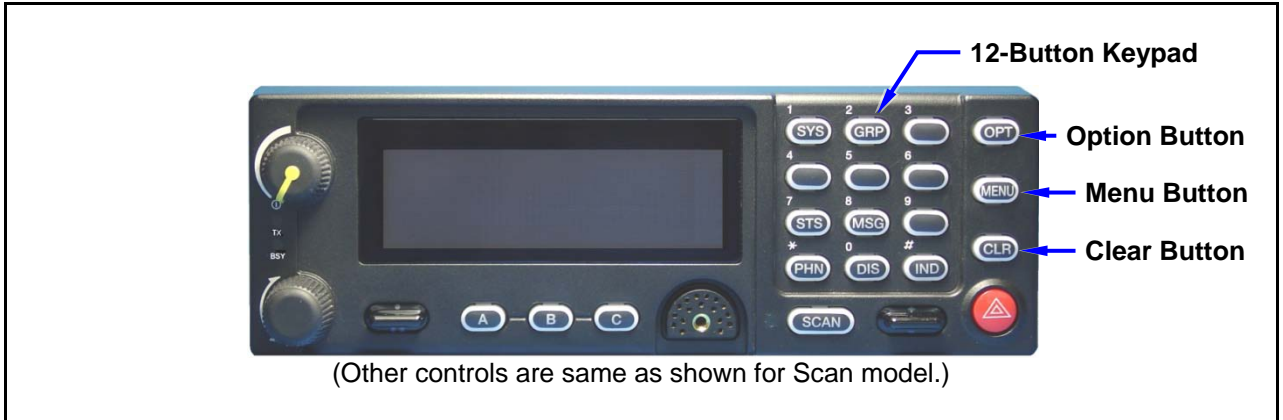 12-Button Keypad
1 2 3
SYS GRP
OPT
Option Button
4 5 6
MENU
Menu Button
7 8 9
STS MSG
TX
BSY
* 0 #
PHN DIS IND
CLR
Clear Button
A B C
SCAN
(Other controls are same as shown for Scan model.)